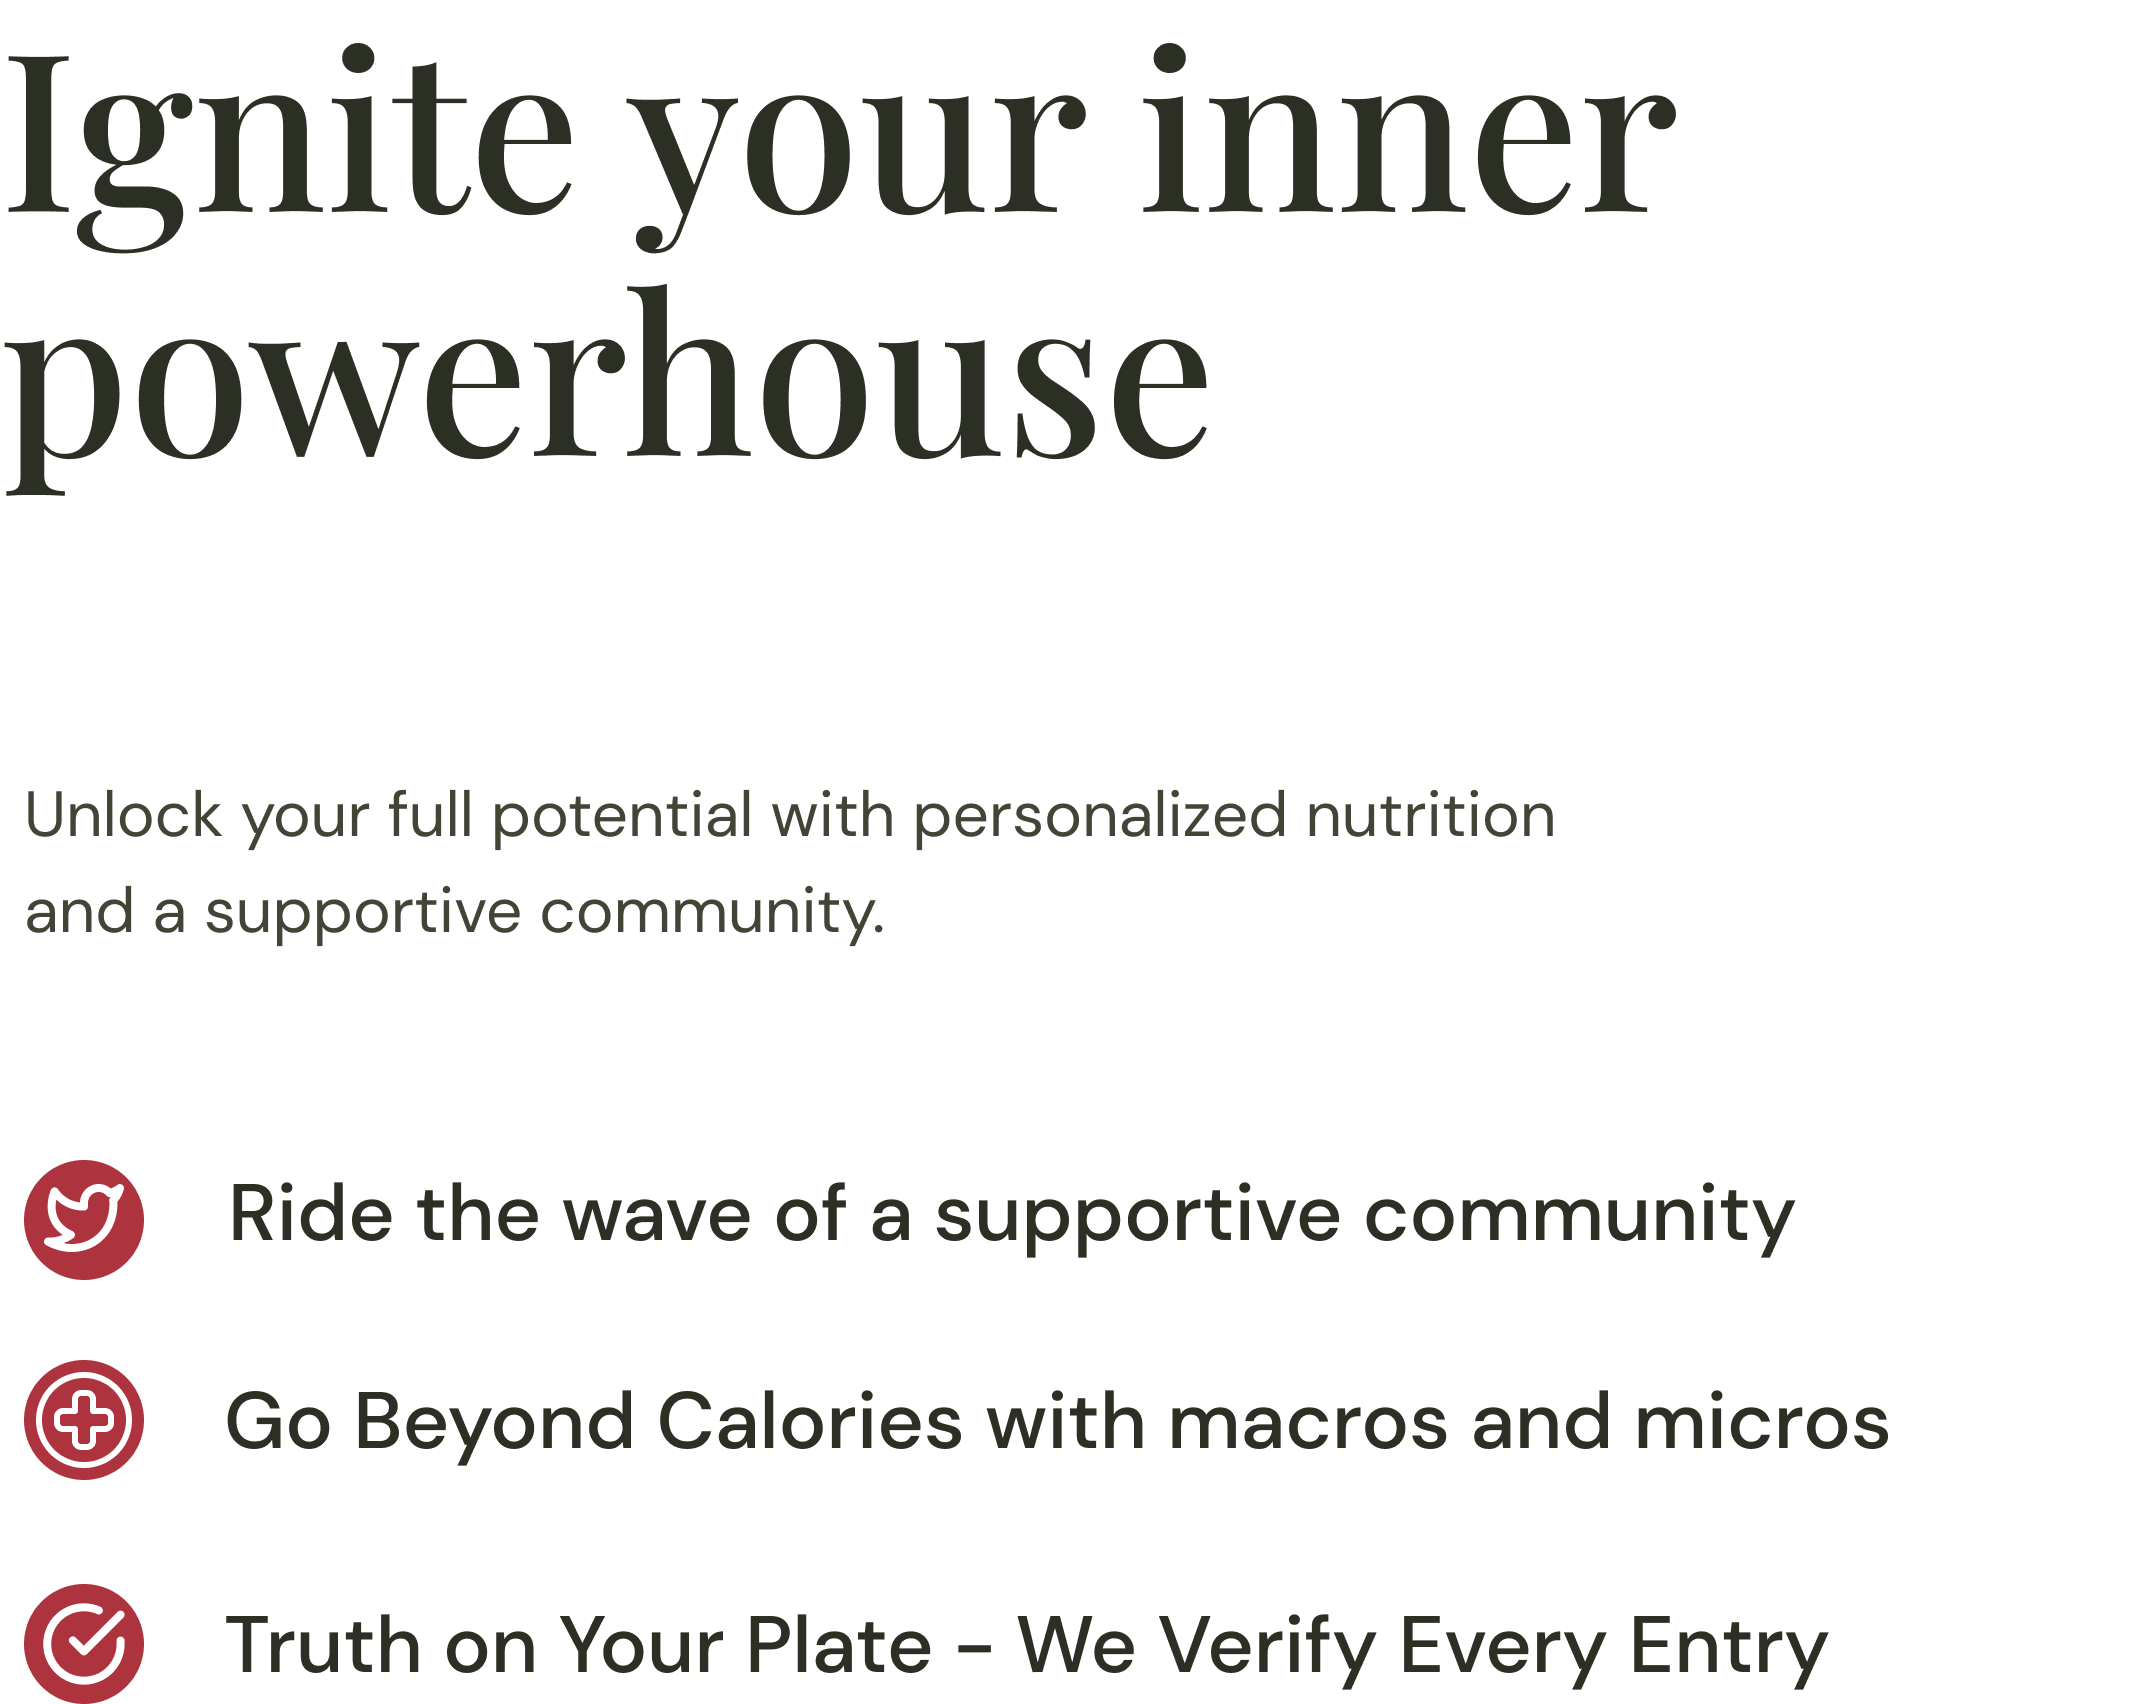 Ignite your inner
powerhouse
Unlock your full potential with personalized nutrition
and a supportive community.
Ride the wave of a supportive community
Go Beyond Calories with macros and micros
Truth on Your Plate – We Verify Every Entry